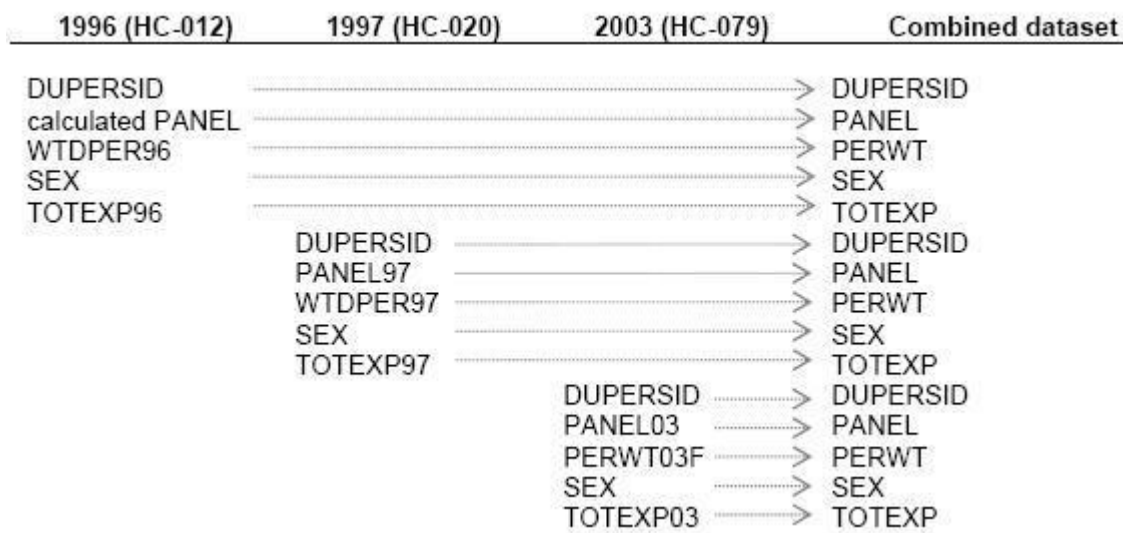 1996 (HC-012) 1997 (HC-020) 2003 (HC-079) Combined dataset
DUPERSID DUPERSID
calculated PANEL PANEL
WTDPER96 PERWT
SEX SEX
TOTEXP96 TOTEXP
DUPERSID DUPERSID
PANEL97 PANEL
WTDPER97 PERWT
SEX SEX
TOTEXP97 TOTEXP
DUPERSID DUPERSID
PANEL03 PANEL
PERWT03F PERWT
SEX SEX
TOTEXP03 TOTEXP